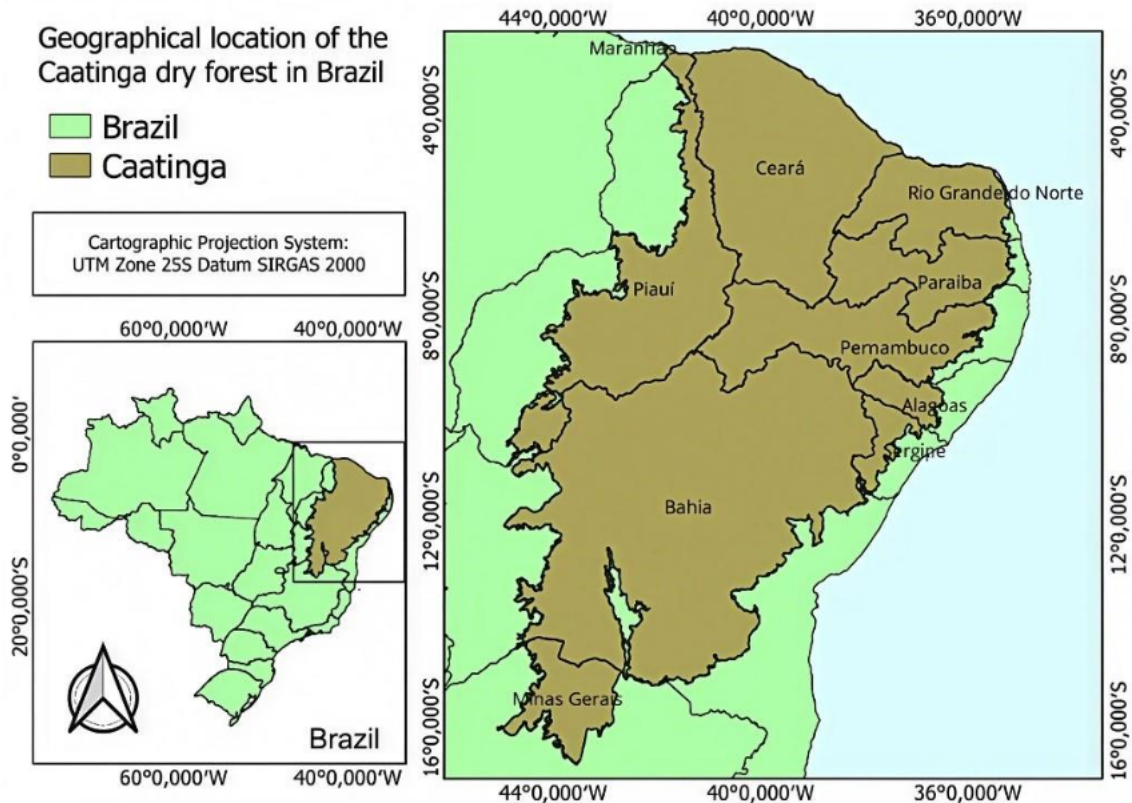 Geographical location of the
Caatinga dry forest in Brazil
Brazil
Caatinga
Cartographic Projection System:
UTM Zone 25S Datum SIRGAS 2000
60°0,000'W 40°0,000'W
0°0,000'
20°0,000'S
Brazil
60°0,000'W 40°0,000'W
44°0,000'W 40°0,000'W 36°0,000'W
4°0,000'S
8°0,000'S
12°0,000'S
16°0,000'S
Maranhão
Ceará
Rio Grande do Norte
Paraiba
Piauí
Pernambuco
Alagoas
ergipe
Bahia
Minas Gerais
4°0,000'S
8°0,000'S
12°0,000'S
16°0,000'S
44°0,000'W 40°0,000'W 36°0,000'W